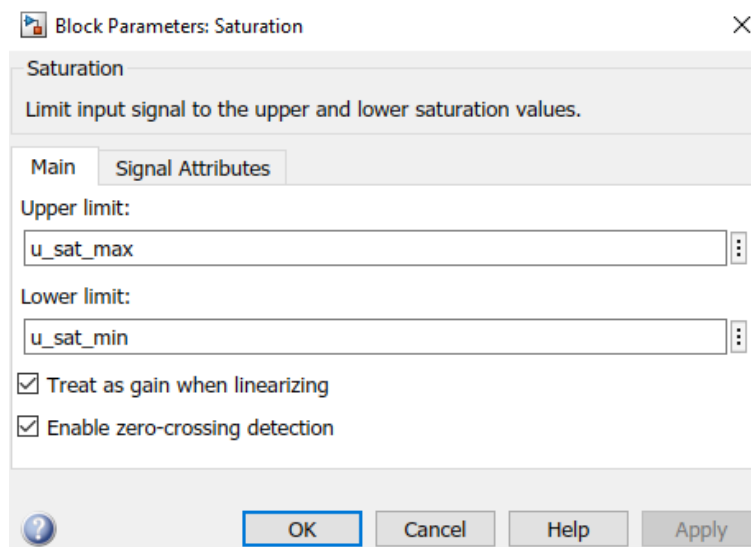 Block Parameters: Saturation
Saturation
Limit input signal to the upper and lower saturation values.
Main Signal Attributes
Upper limit:
u_sat_max
Lower limit:
u_sat_min
Treat as gain when linearizing
Enable zero-crossing detection
? OK Cancel Help Apply